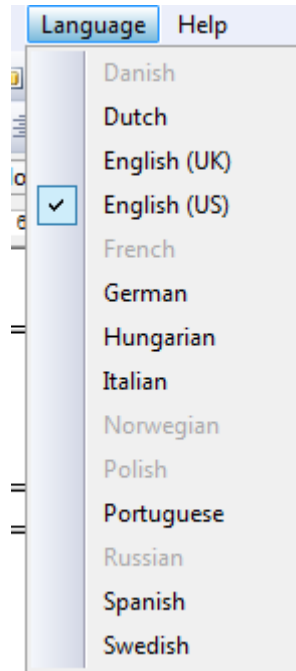 Language Help
Danish
Dutch
English (UK)
English (US)
French
German
Hungarian
Italian
Norwegian
Polish
Portuguese
Russian
Spanish
Swedish